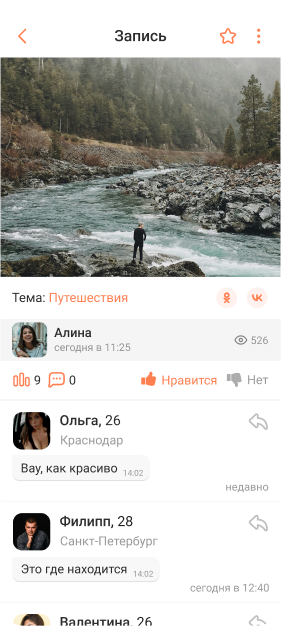 Запись
Тема: Путешествия
Алина
сегодня в 11:25
526
9 0 Нравится Нет
Ольга, 26
Краснодар
Вау, как красиво 14:02
недавно
Филипп, 28
Санкт-Петербург
Это где находится 14:02
сегодня в 12:40
Валентина, 26